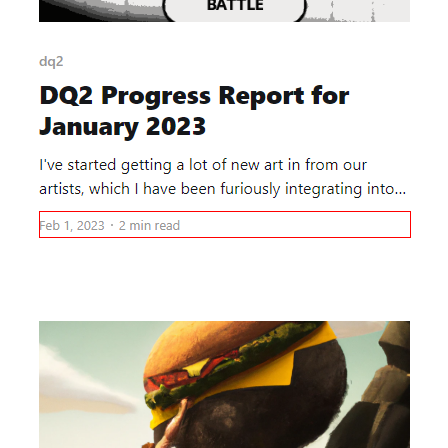 BATTLE
dq2
DQ2 Progress Report for
January 2023
I've started getting a lot of new art in from our
artists, which I have been furiously integrating into...
Feb 1, 2023 · 2 min read